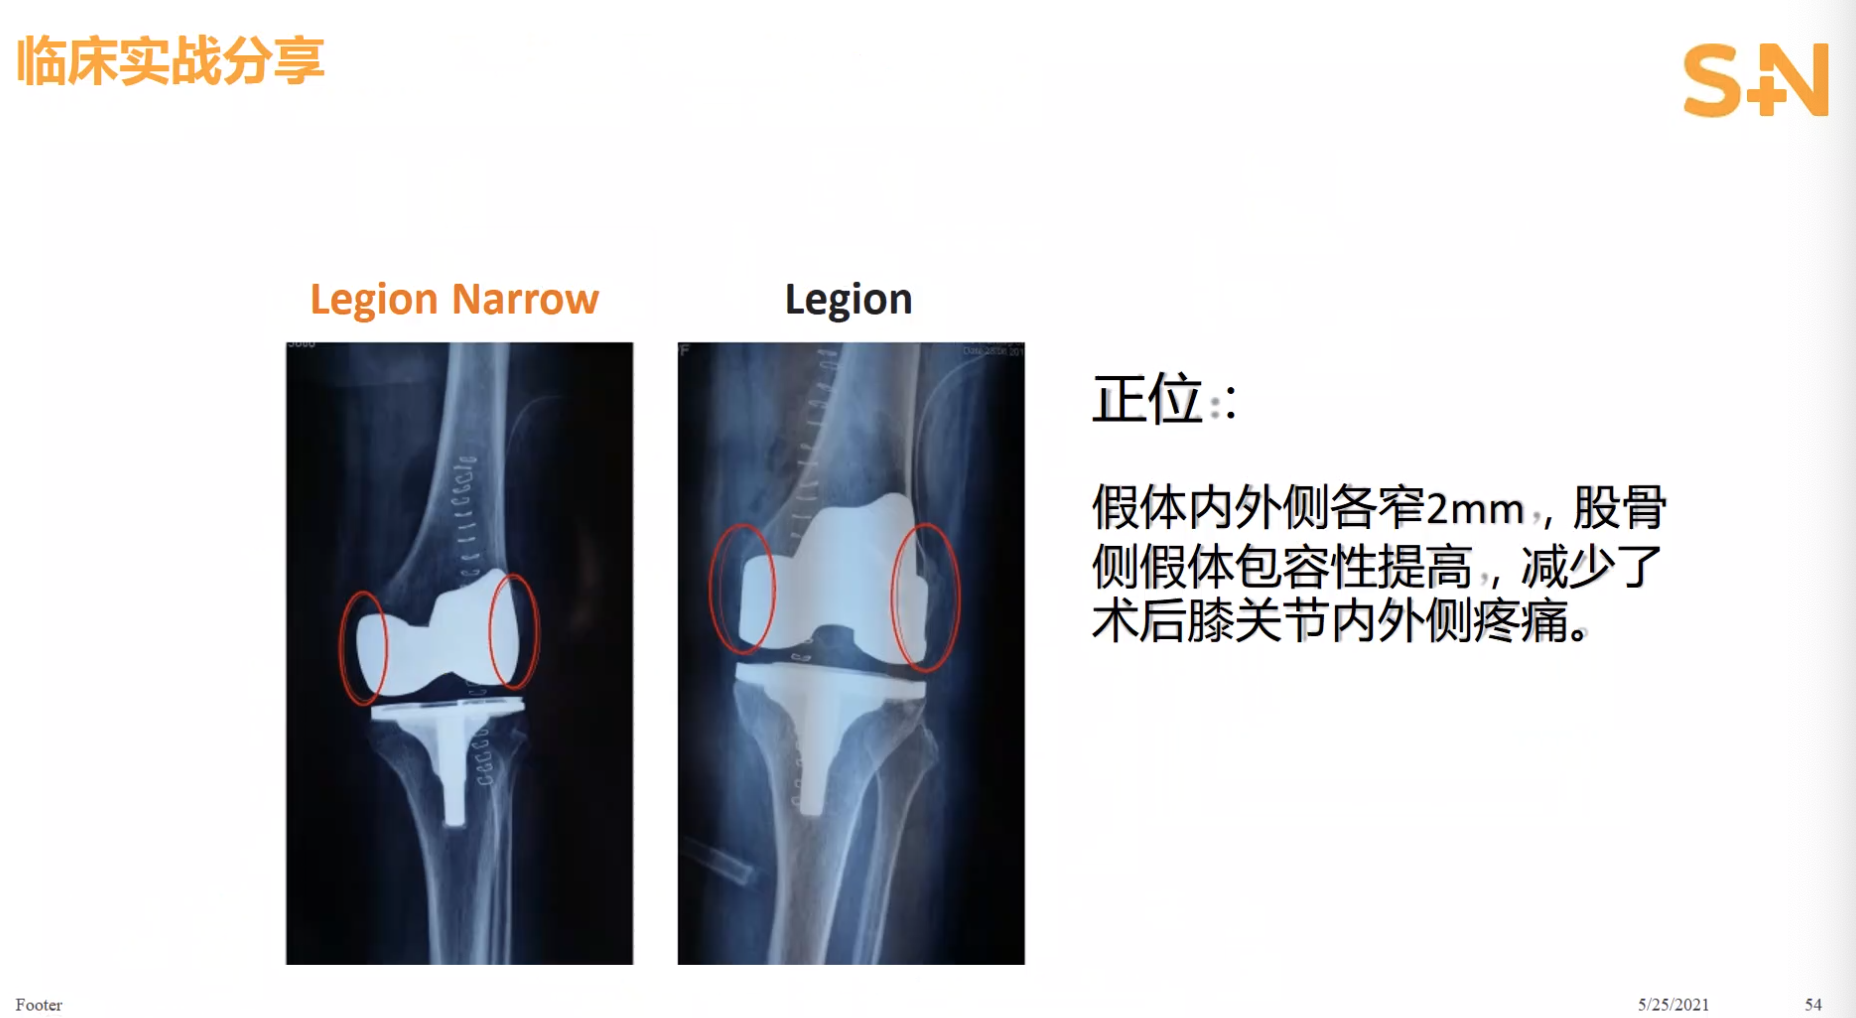 临床实战分享
S+N
Legion Narrow
Legion
正位：
假体内外侧各窄2mm，股骨
侧假体包容性提高，减少了
术后膝关节内外侧疼痛。
Footer
5/25/2021
54